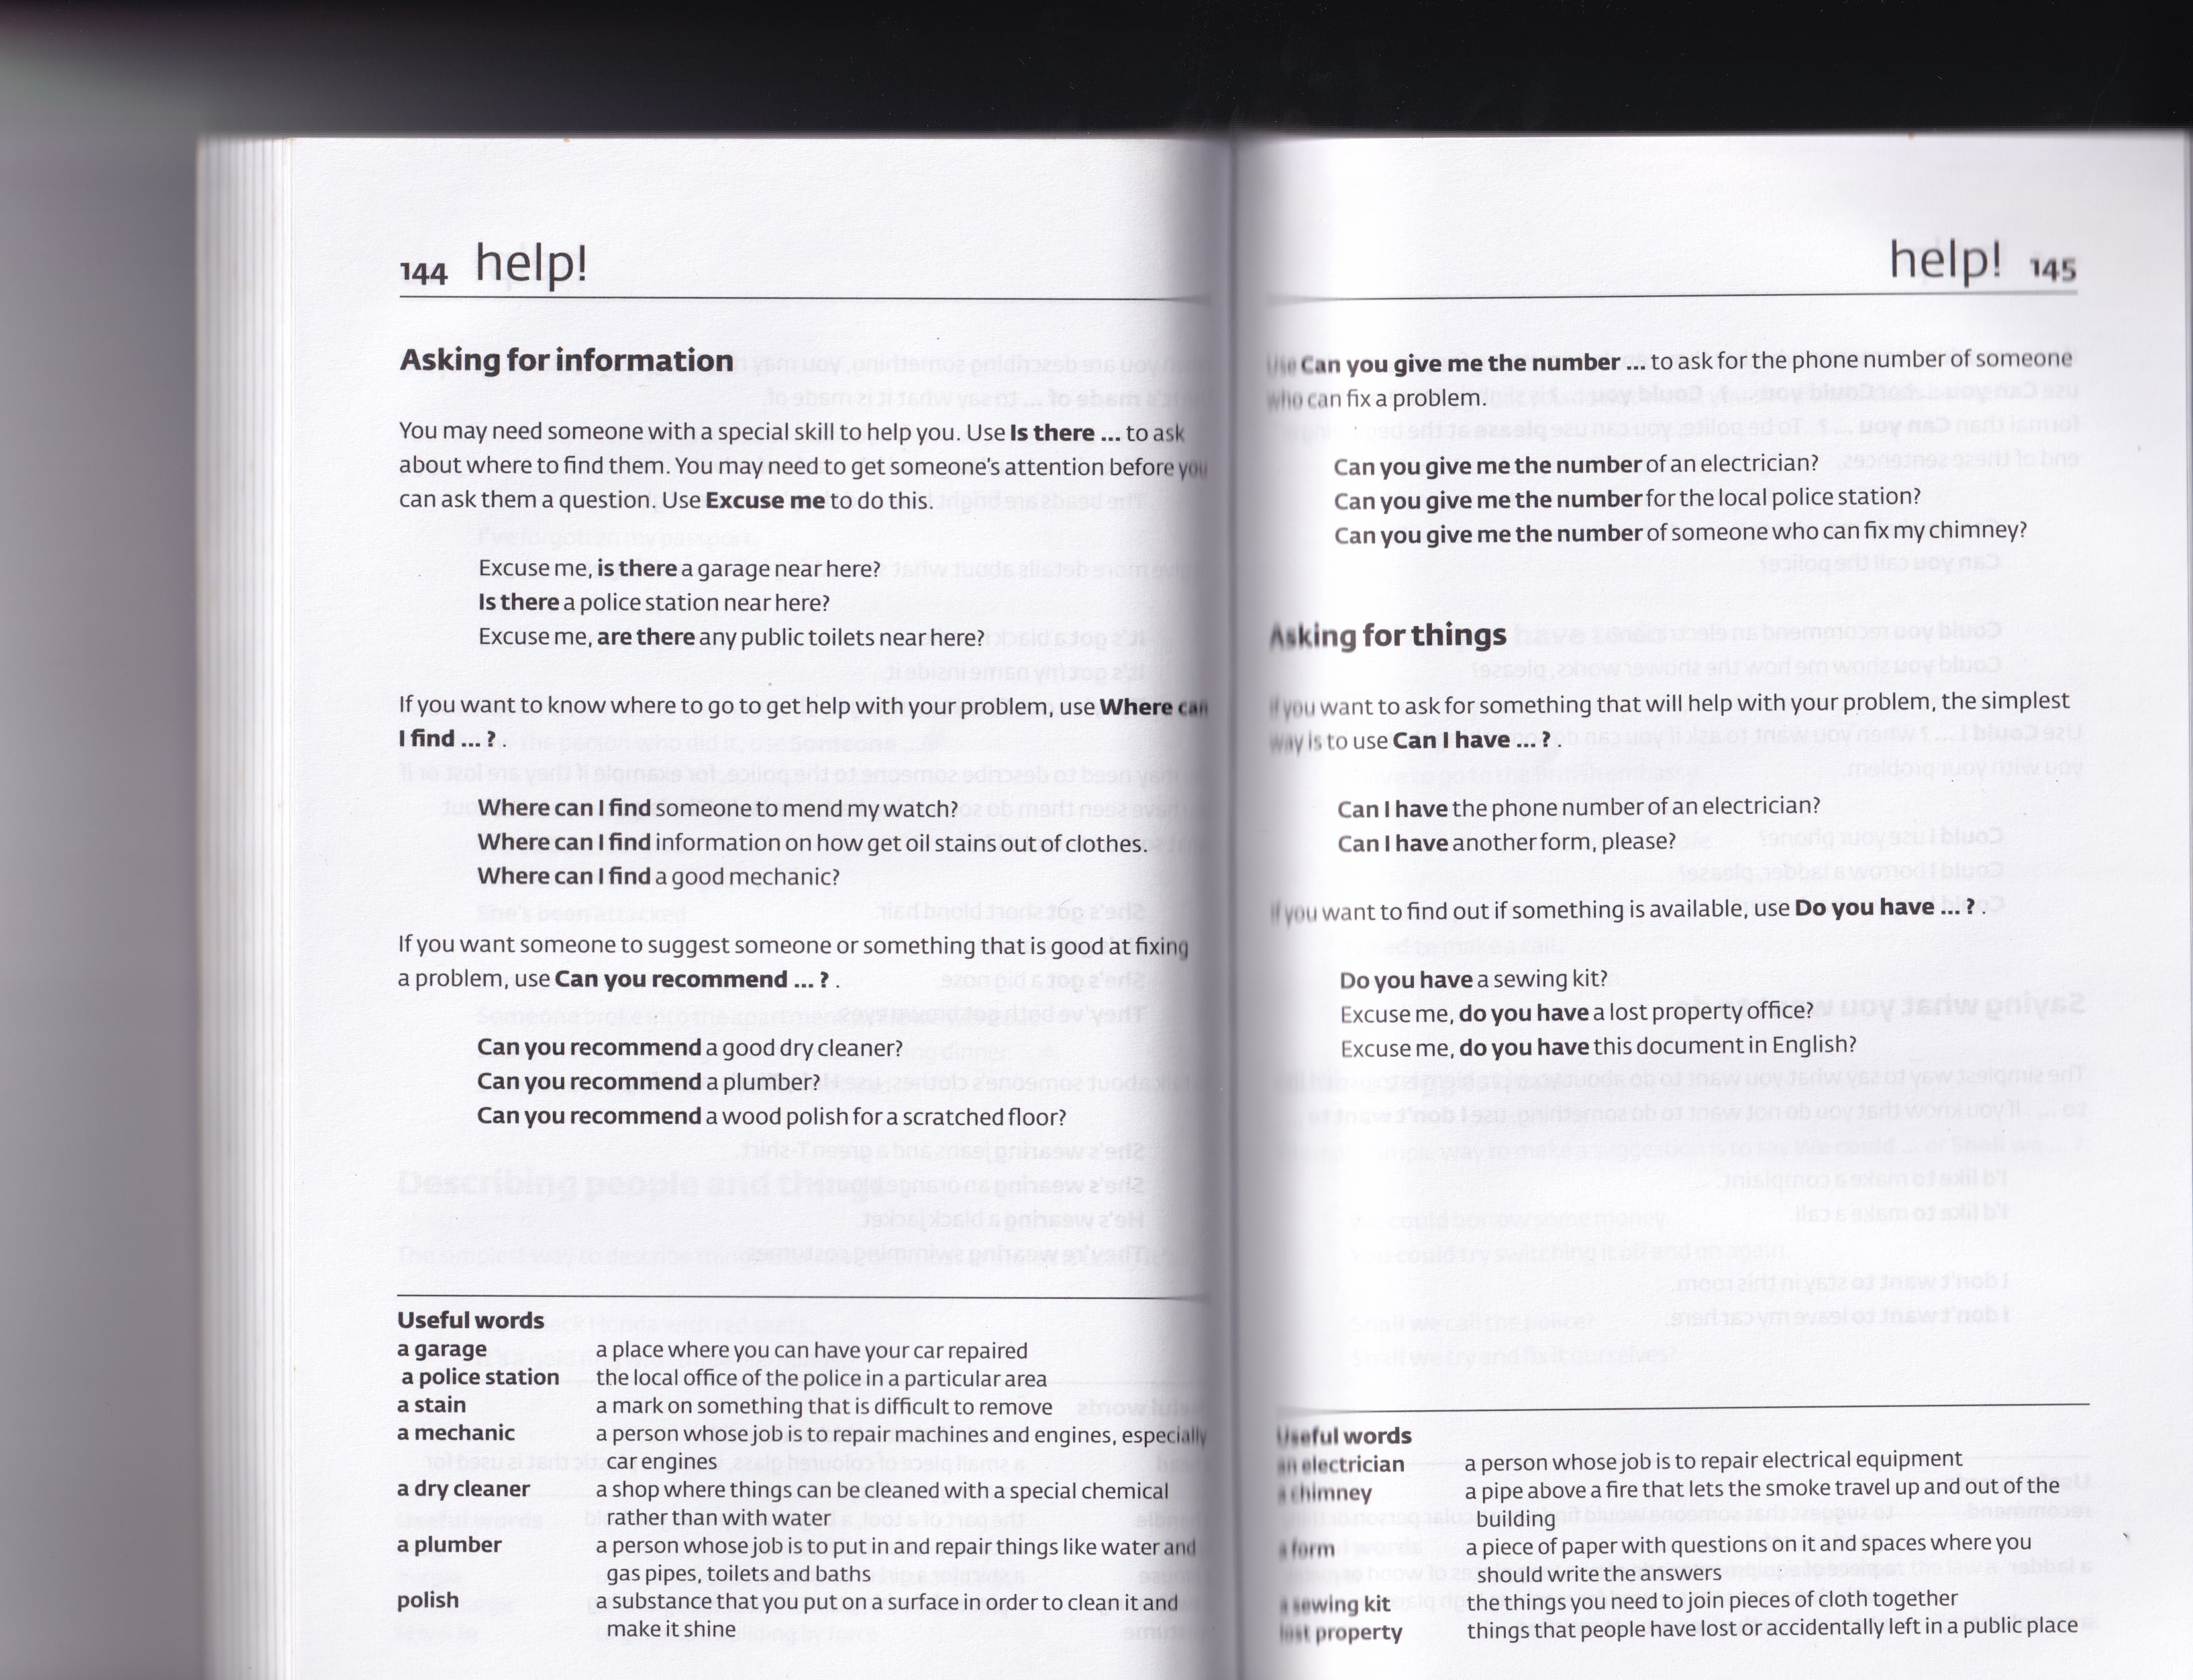 144 help!
Asking for information
You may need someone with a special skill to help you. Use Is there ... to ask
about where to find them. You may need to get someone's attention before you
can ask them a question. Use Excuse me to do this.
Excuse me, is there a garage near here?
Is there a police station near here?
Excuse me, are there any public toilets near here?
If you want to know where to go to get help with your problem, use Where can
I find ... ? .
Where can I find someone to mend my watch?
Where can I find information on how get oil stains out of clothes.
Where can I find a good mechanic?
If you want someone to suggest someone or something that is good at fixing
a problem, use Can you recommend ... ? .
Can you recommend a good dry cleaner?
Can you recommend a plumber?
Can you recommend a wood polish for a scratched floor?
Useful words
a garage a place where you can have your car repaired
a police station the local office of the police in a particular area
a stain a mark on something that is difficult to remove
a mechanic a person whose job is to repair machines and engines, especially
car engines
a dry cleaner a shop where things can be cleaned with a special chemical
rather than with water
a plumber a person whose job is to put in and repair things like water and
gas pipes, toilets and baths
polish a substance that you put on a surface in order to clean it and
make it shine
help! 145
Use Can you give me the number ... to ask for the phone number of someone
who can fix a problem.
Can you give me the number of an electrician?
Can you give me the number for the local police station?
Can you give me the number of someone who can fix my chimney?
Asking for things
If you want to ask for something that will help with your problem, the simplest
way is to use Can I have ... ? .
Can I have the phone number of an electrician?
Can I have another form, please?
If you want to find out if something is available, use Do you have ... ? .
Do you have a sewing kit?
Excuse me, do you have a lost property office?
Excuse me, do you have this document in English?
Useful words
an electrician a person whose job is to repair electrical equipment
a chimney a pipe above a fire that lets the smoke travel up and out of the
building
a form a piece of paper with questions on it and spaces where you
should write the answers
a sewing kit the things you need to join pieces of cloth together
lost property things that people have lost or accidentally left in a public place